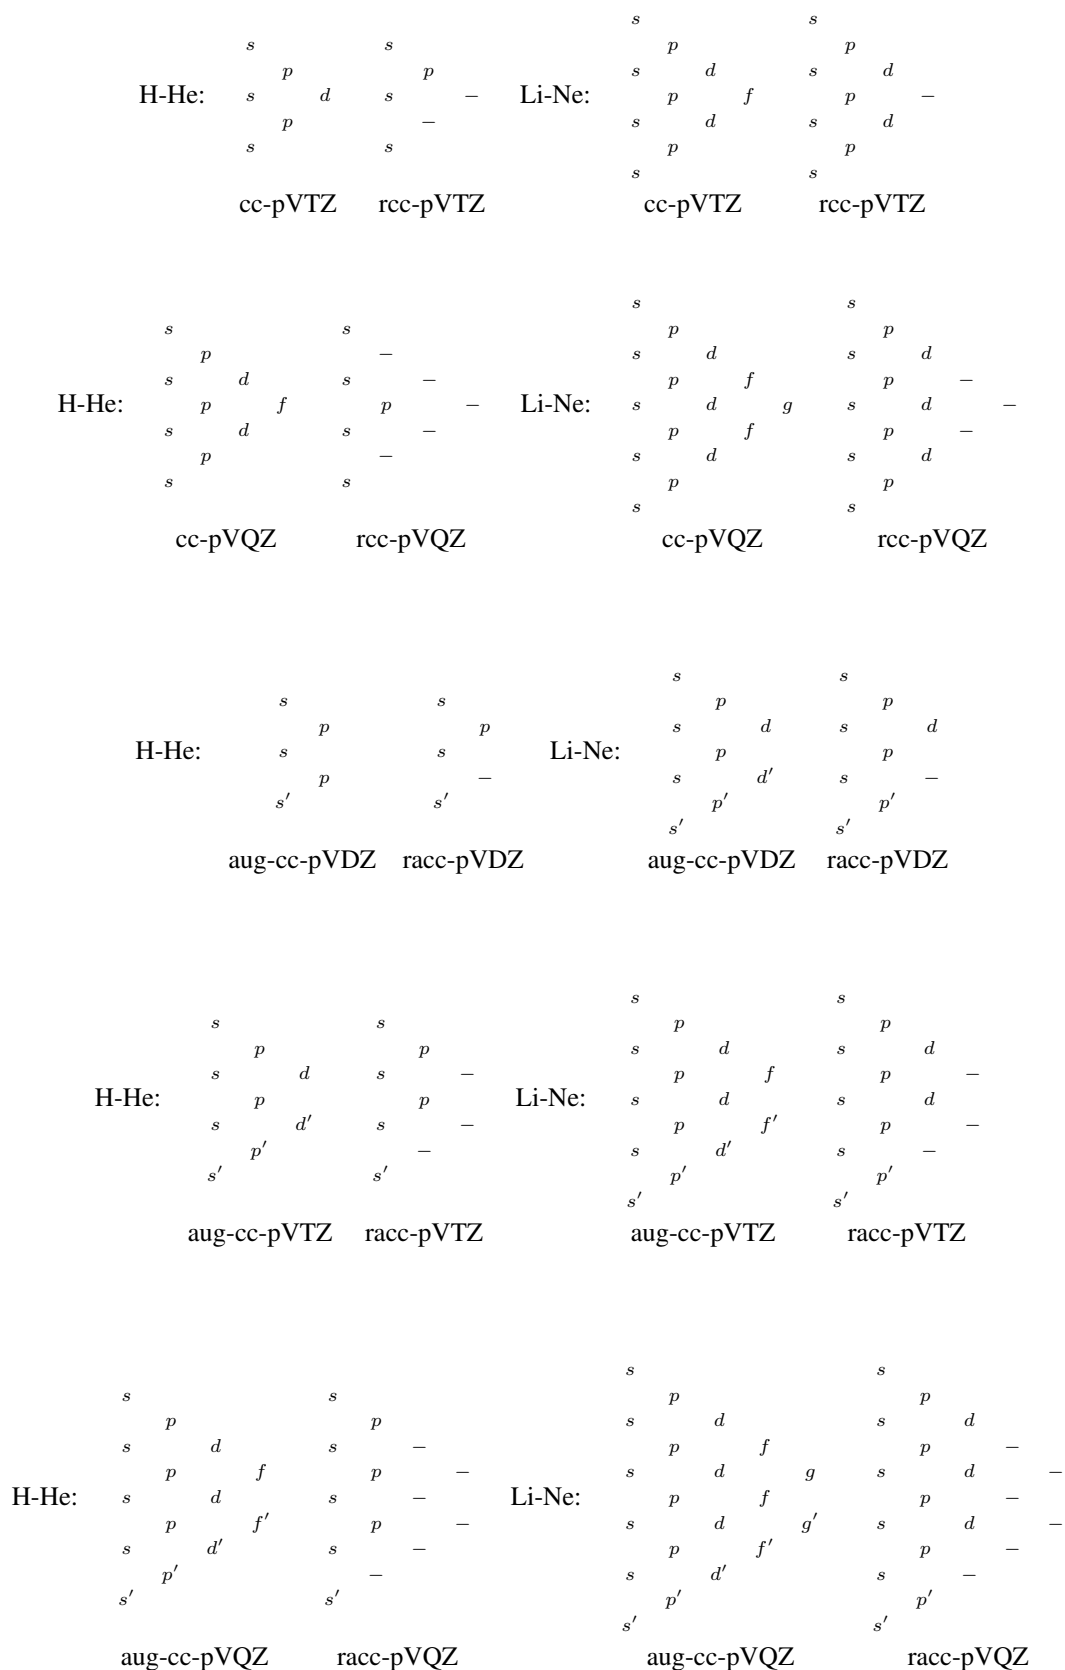 s s
s s p p
p p s d s d
H-He: s d s – Li-Ne: p f p –
p – s d s d
s s p p
s s
cc-pVTZ rcc-pVTZ cc-pVTZ rcc-pVTZ
s s
s s p p
p – s d s d
s d s – p f p –
H-He: p f p – Li-Ne: s d g s d –
s d s – p f p –
p – s d s d
s s p p
s s
cc-pVQZ rcc-pVQZ cc-pVQZ rcc-pVQZ
s s
s s p p
p p s d s d
H-He: s s Li-Ne: p p
p – s d′ s –
s′ s′ p′ p′
s′ s′
aug-cc-pVDZ racc-pVDZ aug-cc-pVDZ racc-pVDZ
s s
s s p p
p p s d s d
s d s – p f p –
H-He: p p Li-Ne: s d s d
s d′ s – p f′ p –
p′ – s d′ s –
s′ s′ p′ p′
s′ s′
aug-cc-pVTZ racc-pVTZ aug-cc-pVTZ racc-pVTZ
s s
s s p p
p p s d s d
s d s – p f p –
p f p – s d g s d –
H-He: s d s – Li-Ne: p f p –
p f′ p – s d g′ s d –
s d′ s – p f′ p –
p′ – s d′ s –
s′ s′ p′ p′
s′ s′
aug-cc-pVQZ racc-pVQZ aug-cc-pVQZ racc-pVQZ